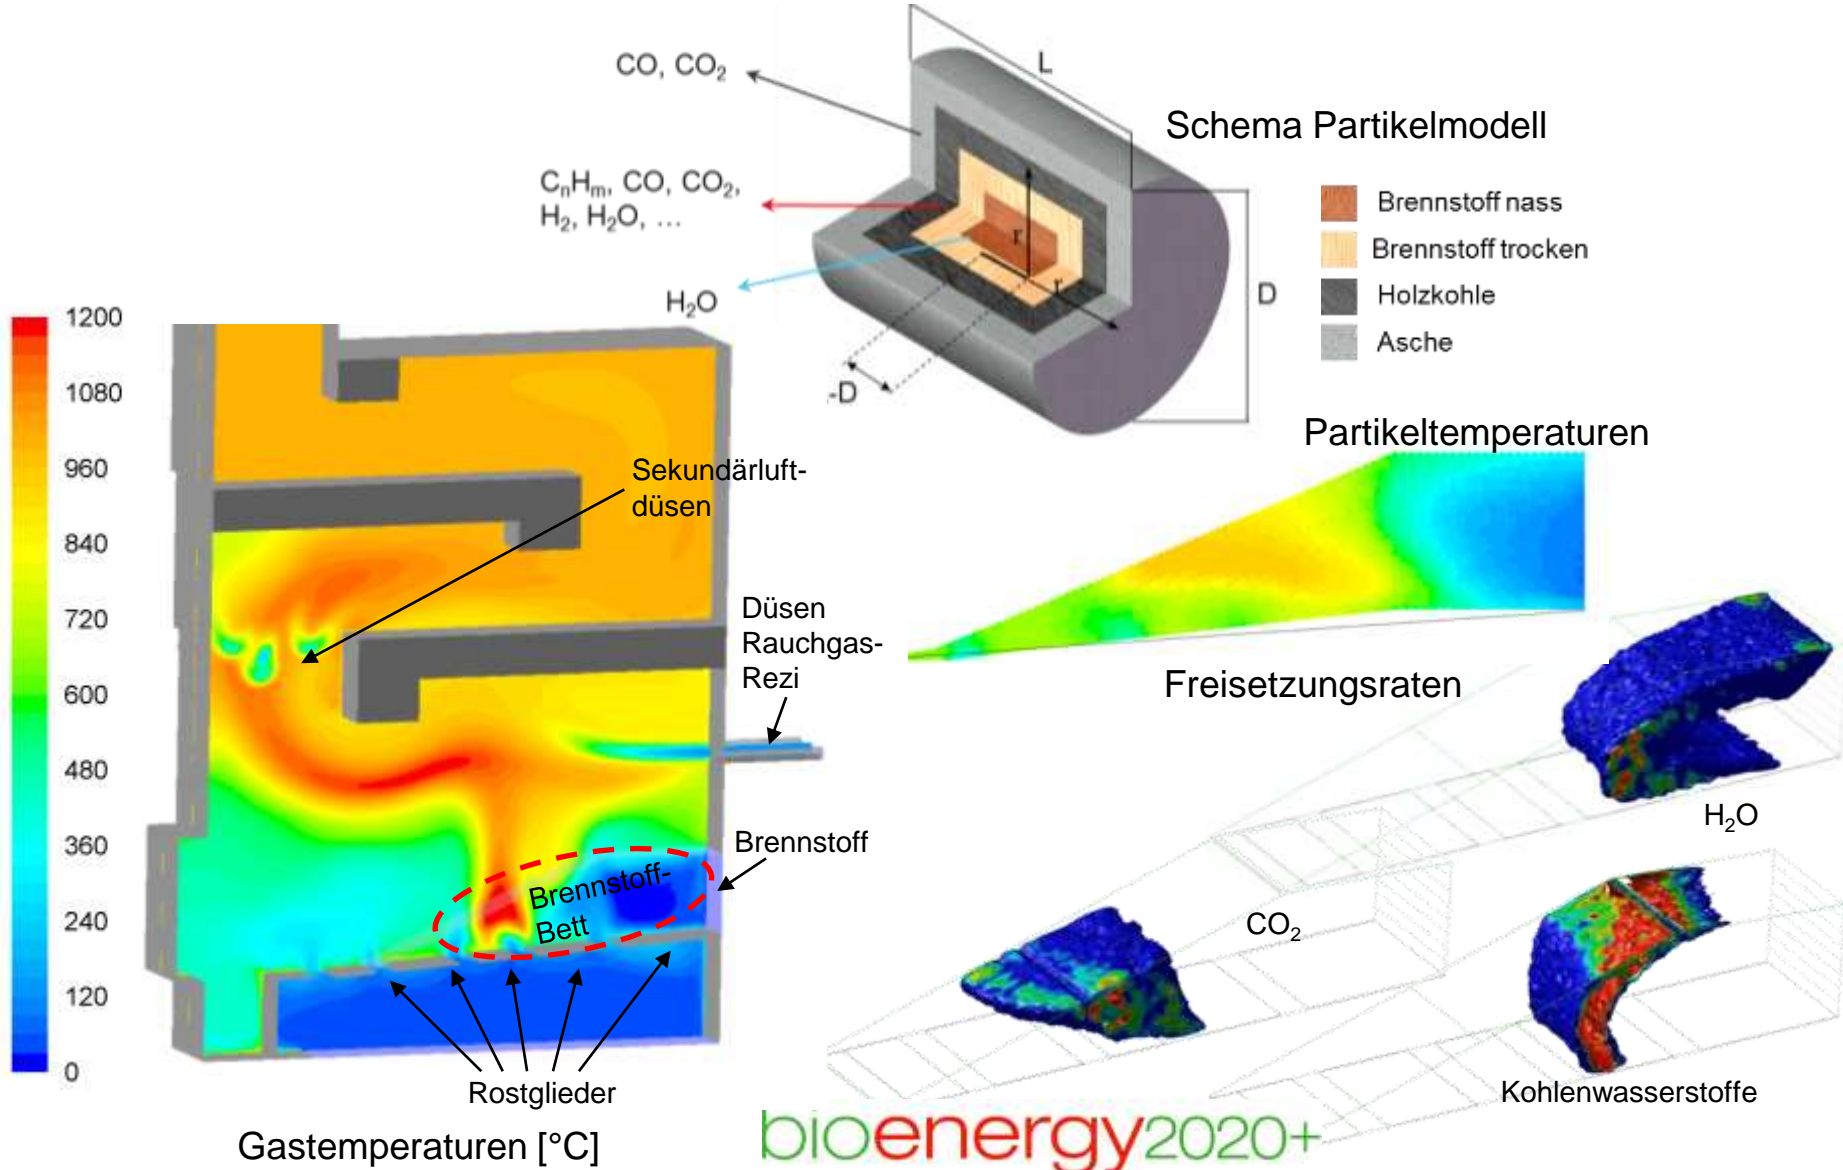 CO, CO₂
L
Schema Partikelmodell
CₙHₘ, CO, CO₂,
H₂, H₂O, …
Brennstoff nass
Brennstoff trocken
Holzkohle
Asche
r
r
D
-D
H₂O
1200
1080
960
840
720
600
480
360
240
120
0
Sekundärluft-
düsen
Düsen
Rauchgas-
Rezi
Brennstoff
Brennstoff-
Bett
Rostglieder
Gastemperaturen [°C]
Partikeltemperaturen
Freisetzungsraten
H₂O
CO₂
Kohlenwasserstoffe
bioenergy2020+